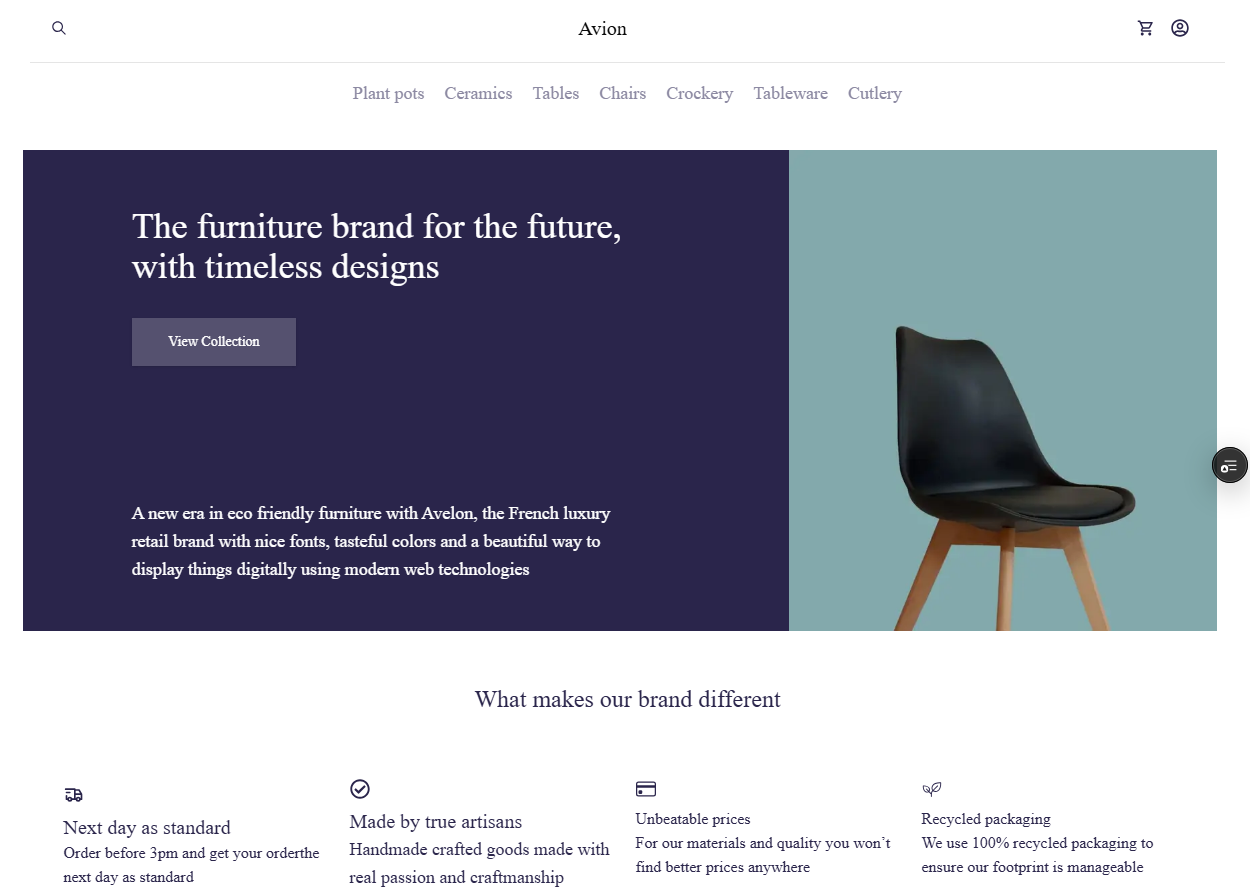 Avion
Plant pots Ceramics Tables Chairs Crockery Tableware Cutlery
The furniture brand for the future,
with timeless designs
View Collection
A new era in eco friendly furniture with Avelon, the French luxury
retail brand with nice fonts, tasteful colors and a beautiful way to
display things digitally using modern web technologies
What makes our brand different
Next day as standard
Order before 3pm and get your orderthe
next day as standard
Made by true artisans
Handmade crafted goods made with
real passion and craftmanship
Unbeatable prices
For our materials and quality you won’t
find better prices anywhere
Recycled packaging
We use 100% recycled packaging to
ensure our footprint is manageable